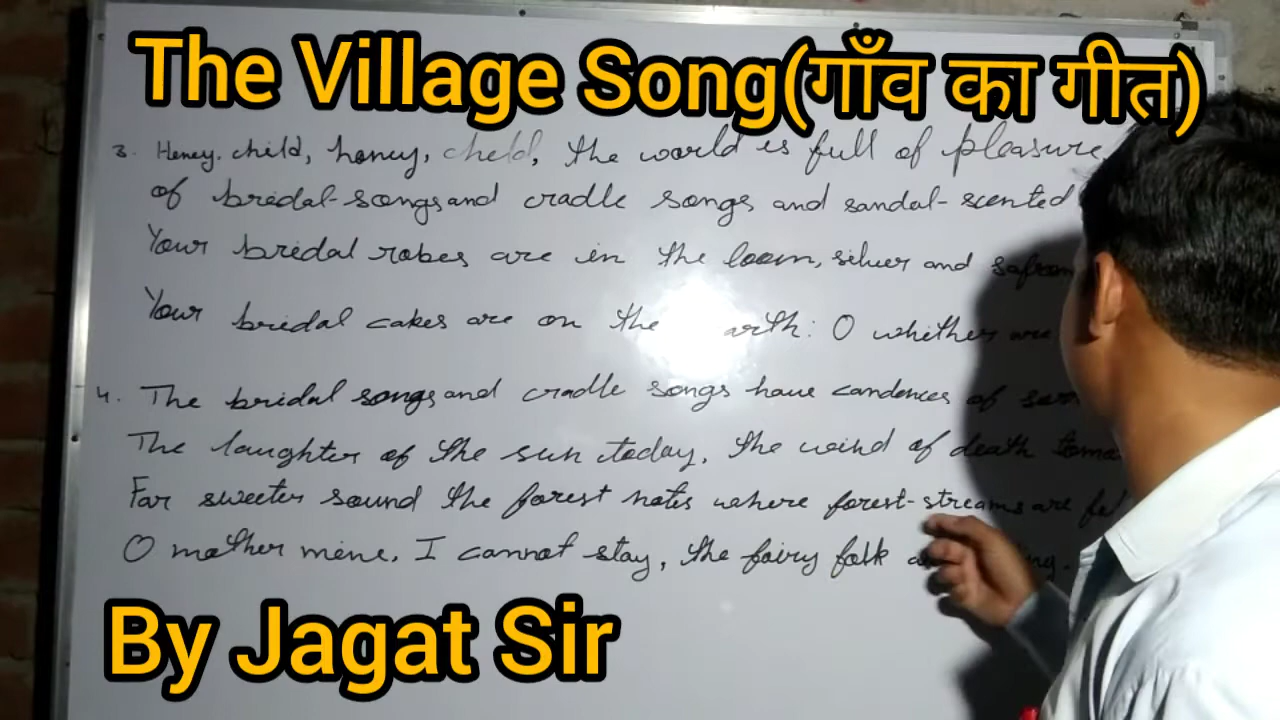 The Village Song(गाँव का गीत)
3. Honey, child, honey, child, the world is full of pleasure,
of bridal-songs and cradle songs and sandal-scented
Your bridal robes are in the loom, silver and safron
Your bridal cakes are on the arth: O whither are
4. The bridal songs and cradle songs have candences of
The laughter of the sun today, the wind of death
Far sweeter sound the forest notes where forest-streams are
O mother mine, I cannot stay, the fairy folk
By Jagat Sir